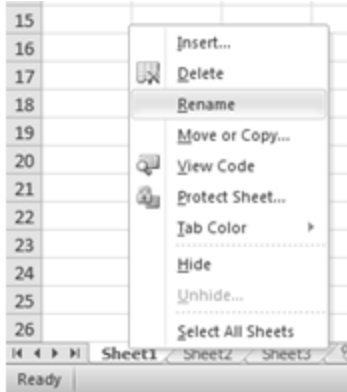 15
16
17
18
19
20
21
22
23
24
25
26
Insert...
Delete
Rename
Move or Copy...
View Code
Protect Sheet...
Tab Color
Hide
Unhide...
Select All Sheets
Sheet1 Sheet2 Sheet3
Ready